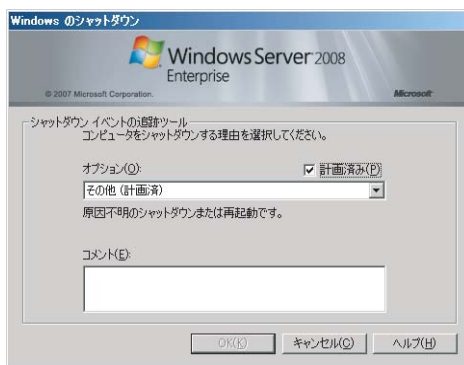 Windows のシャットダウン
Windows Server 2008
Enterprise
© 2007 Microsoft Corporation.
Microsoft
シャットダウン イベントの追跡ツール
コンピュータをシャットダウンする理由を選択してください。
オプション(O):
計画済み(P)
その他 (計画済)
原因不明のシャットダウンまたは再起動です。
コメント(E):
OK(K)
キャンセル(C)
ヘルプ(H)